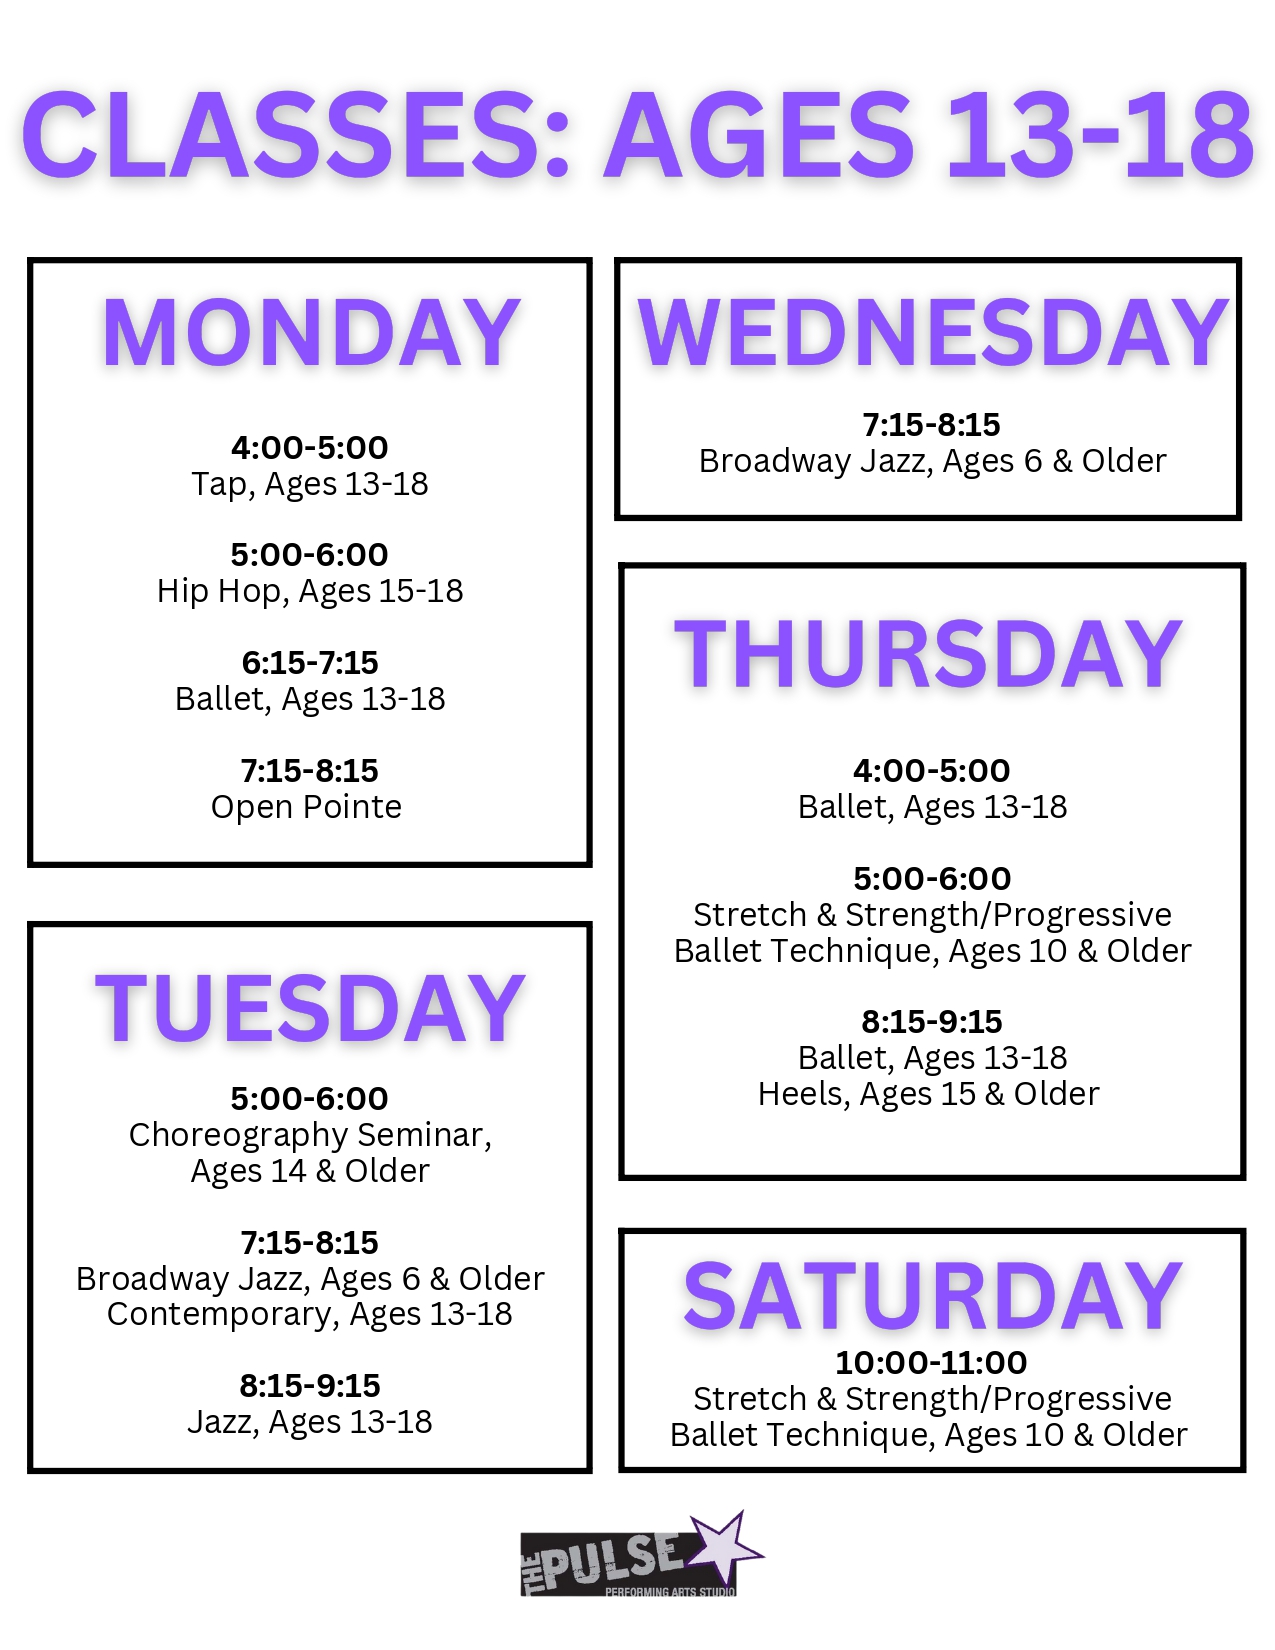 CLASSES: AGES 13-18
MONDAY
4:00-5:00
Tap, Ages 13-18
5:00-6:00
Hip Hop, Ages 15-18
6:15-7:15
Ballet, Ages 13-18
7:15-8:15
Open Pointe
TUESDAY
5:00-6:00
Choreography Seminar,
Ages 14 & Older
7:15-8:15
Broadway Jazz, Ages 6 & Older
Contemporary, Ages 13-18
8:15-9:15
Jazz, Ages 13-18
WEDNESDAY
7:15-8:15
Broadway Jazz, Ages 6 & Older
THURSDAY
4:00-5:00
Ballet, Ages 13-18
5:00-6:00
Stretch & Strength/Progressive
Ballet Technique, Ages 10 & Older
8:15-9:15
Ballet, Ages 13-18
Heels, Ages 15 & Older
SATURDAY
10:00-11:00
Stretch & Strength/Progressive
Ballet Technique, Ages 10 & Older
THE PULSE
PERFORMING ARTS STUDIO